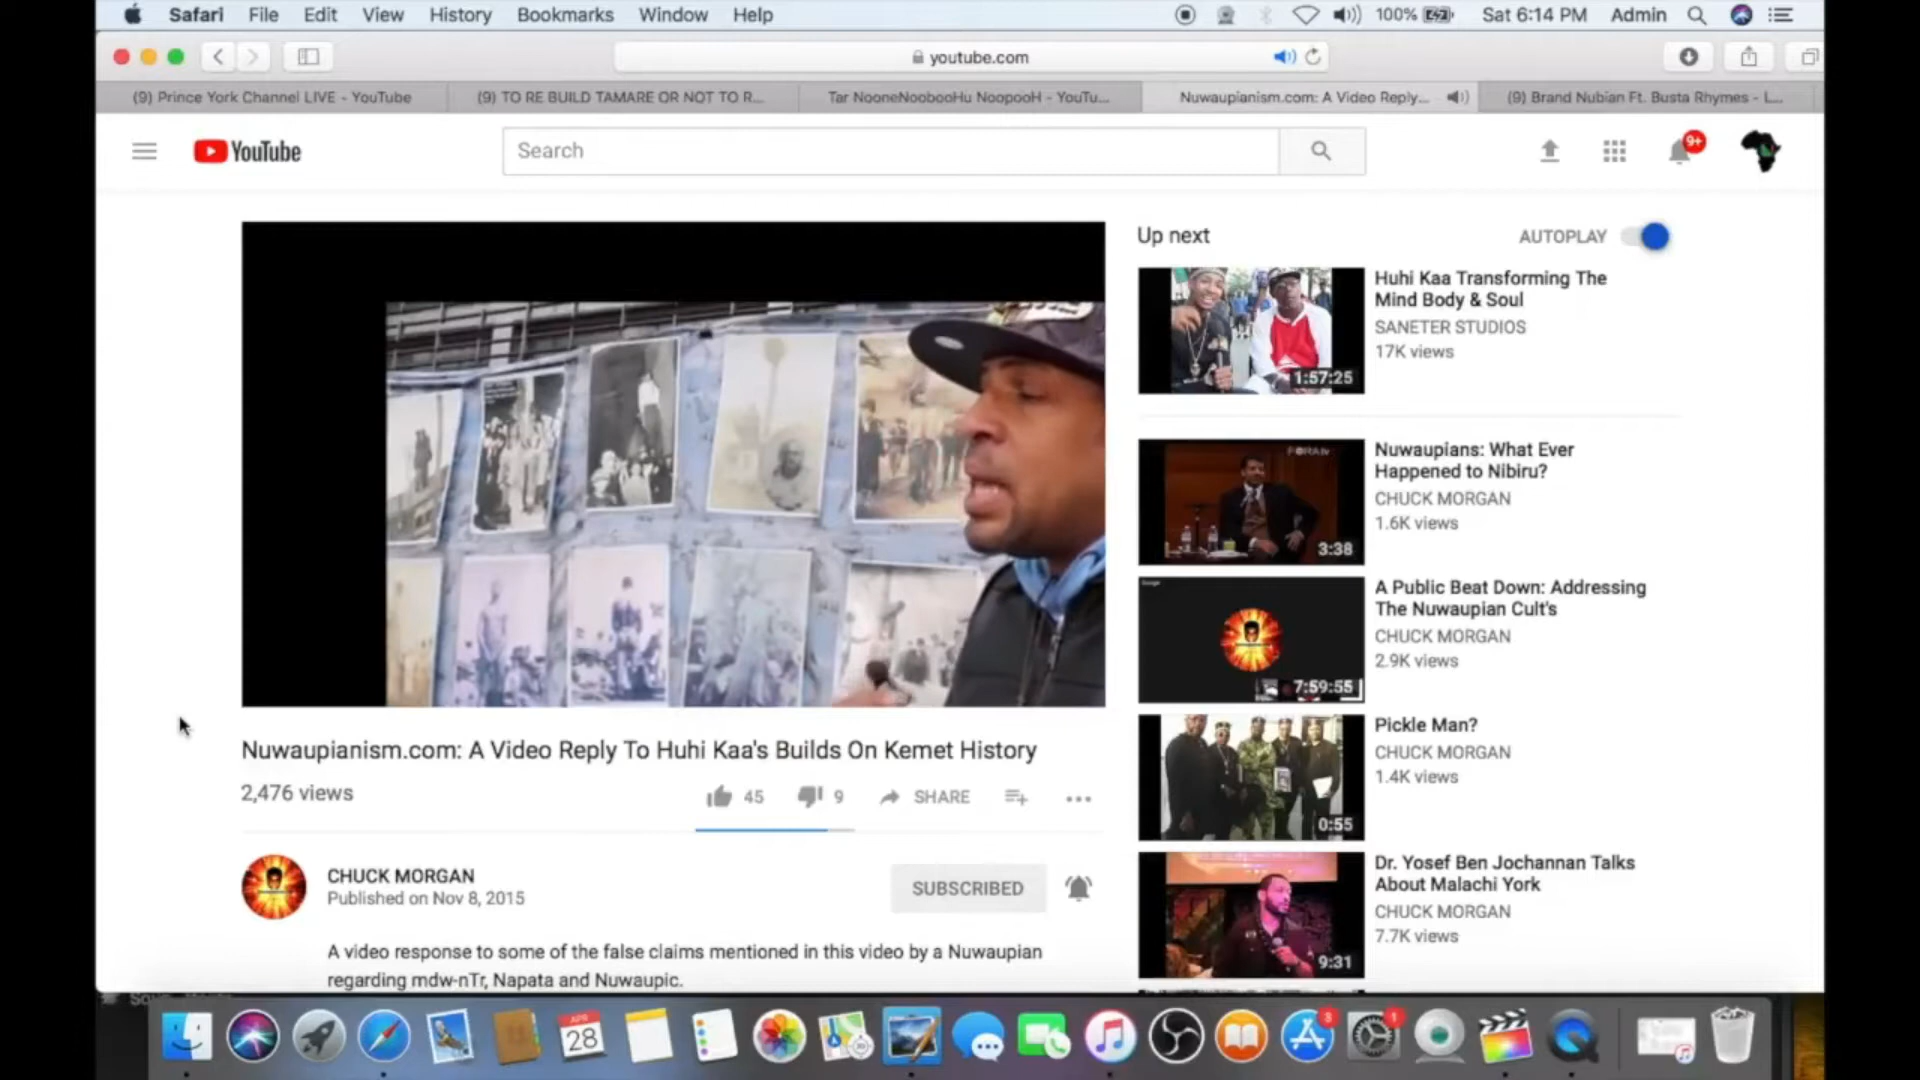 Safari File Edit View History Bookmarks Window Help 100% Sat 6:14 PM Admin
youtube.com
(9) Prince York Channel LIVE - YouTube
(9) TO RE BUILD TAMARE OR NOT TO R...
Tar NooneNoobooHu NoopooH - YouTu...
Nuwaupianism.com: A Video Reply...
(9) Brand Nubian Ft. Busta Rhymes - L...
YouTube
Search
9+
Up next
AUTOPLAY
Huhi Kaa Transforming The
Mind Body & Soul
SANETER STUDIOS
17K views
1:57:25
FORA.tv
Nuwaupians: What Ever
Happened to Nibiru?
CHUCK MORGAN
1.6K views
3:38
A Public Beat Down: Addressing
The Nuwaupian Cult's
CHUCK MORGAN
2.9K views
7:59:55
Pickle Man?
CHUCK MORGAN
1.4K views
0:55
Dr. Yosef Ben Jochannan Talks
About Malachi York
CHUCK MORGAN
7.7K views
9:31
Nuwaupianism.com: A Video Reply To Huhi Kaa's Builds On Kemet History
2,476 views
45 9 SHARE
CHUCK MORGAN
Published on Nov 8, 2015
SUBSCRIBED
A video response to some of the false claims mentioned in this video by a Nuwaupian
regarding mdw-nTr, Napata and Nuwaupic.
APR
28
3
1